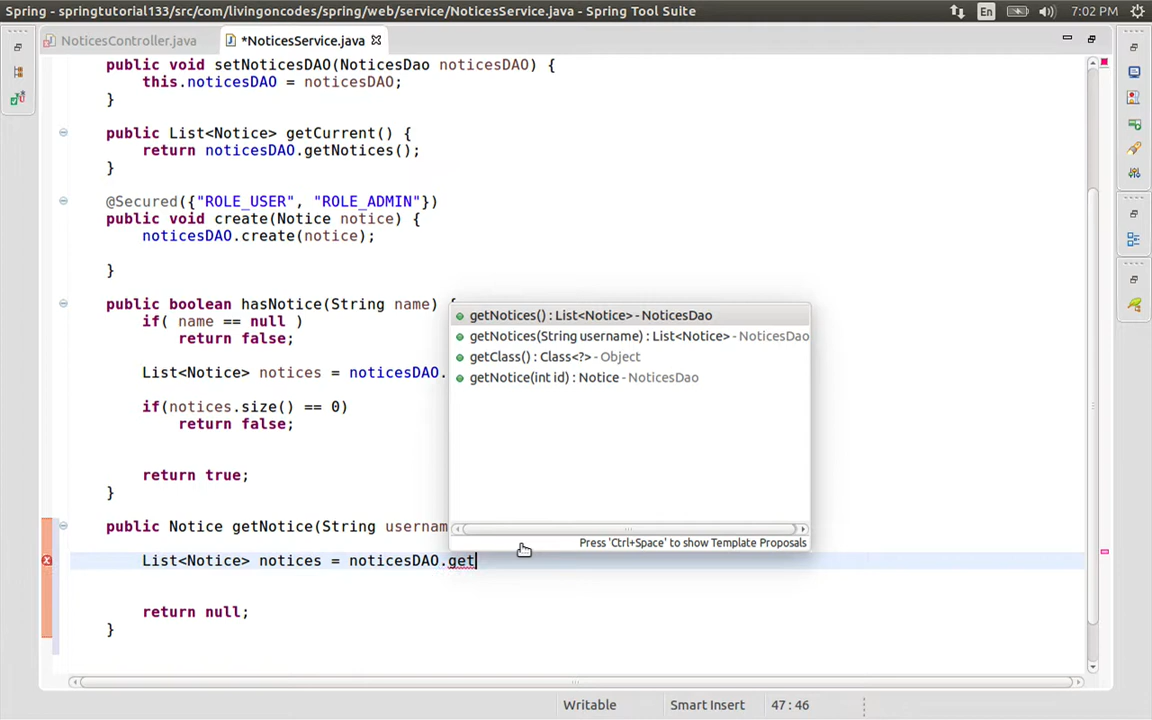 Spring - springtutorial133/src/com/livingoncodes/spring/web/service/NoticesService.java - Spring Tool Suite
En
7:02 PM
NoticesController.java
*NoticesService.java
public void setNoticesDAO(NoticesDao noticesDAO) {
this.noticesDAO = noticesDAO;
}
public List<Notice> getCurrent() {
return noticesDAO.getNotices();
}
@Secured({"ROLE_USER", "ROLE_ADMIN"})
public void create(Notice notice) {
noticesDAO.create(notice);
}
public boolean hasNotice(String name) {
if( name == null )
return false;
List<Notice> notices = noticesDAO.
if(notices.size() == 0)
return false;
return true;
}
public Notice getNotice(String usernam
List<Notice> notices = noticesDAO.get
return null;
}
getNotices() : List<Notice> - NoticesDao
getNotices(String username) : List<Notice> - NoticesDao
getClass() : Class<?> - Object
getNotice(int id) : Notice - NoticesDao
Press 'Ctrl+Space' to show Template Proposals
Writable
Smart Insert
47 : 46